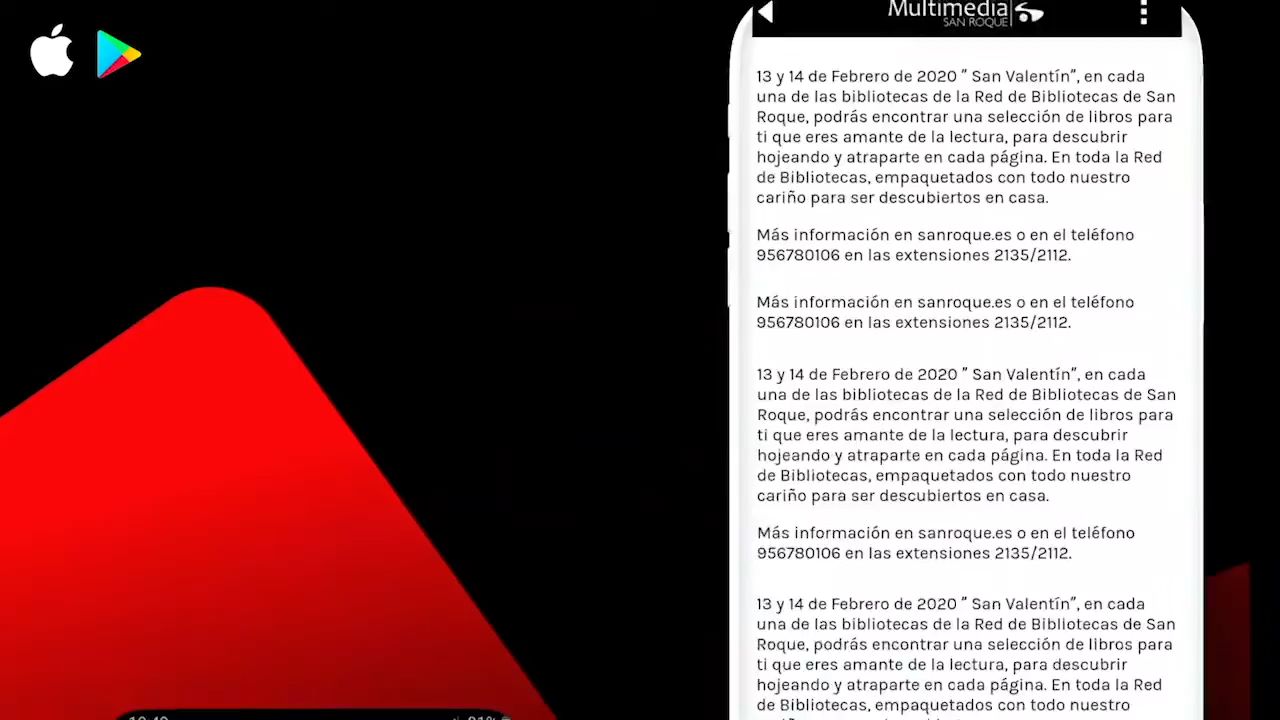 Multimedia
SAN ROQUE
13 y 14 de Febrero de 2020 ” San Valentín”, en cada
una de las bibliotecas de la Red de Bibliotecas de San
Roque, podrás encontrar una selección de libros para
ti que eres amante de la lectura, para descubrir
hojeando y atraparte en cada página. En toda la Red
de Bibliotecas, empaquetados con todo nuestro
cariño para ser descubiertos en casa.
Más información en sanroque.es o en el teléfono
956780106 en las extensiones 2135/2112.
Más información en sanroque.es o en el teléfono
956780106 en las extensiones 2135/2112.
13 y 14 de Febrero de 2020 ” San Valentín”, en cada
una de las bibliotecas de la Red de Bibliotecas de San
Roque, podrás encontrar una selección de libros para
ti que eres amante de la lectura, para descubrir
hojeando y atraparte en cada página. En toda la Red
de Bibliotecas, empaquetados con todo nuestro
cariño para ser descubiertos en casa.
Más información en sanroque.es o en el teléfono
956780106 en las extensiones 2135/2112.
13 y 14 de Febrero de 2020 ” San Valentín”, en cada
una de las bibliotecas de la Red de Bibliotecas de San
Roque, podrás encontrar una selección de libros para
ti que eres amante de la lectura, para descubrir
hojeando y atraparte en cada página. En toda la Red
de Bibliotecas, empaquetados con todo nuestro